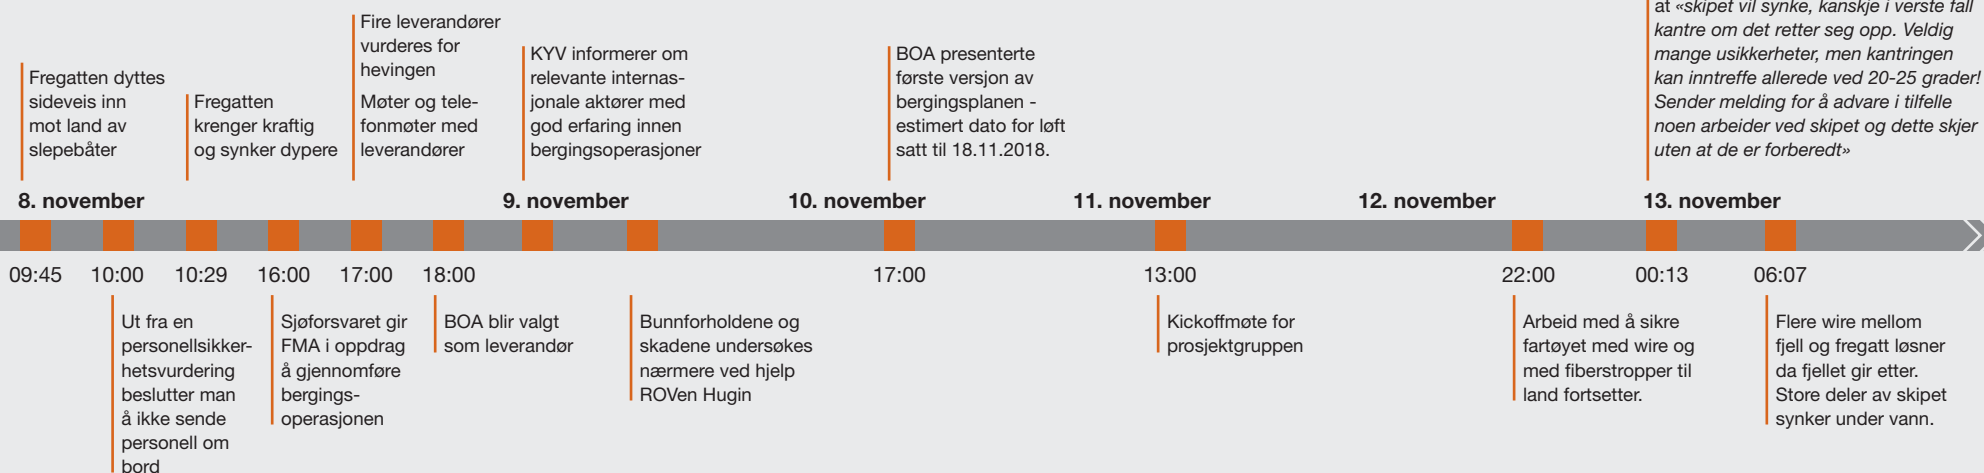 Fregatten dyttes
sideveis inn
mot land av
slepebåter
Fregatten
krenger kraftig
og synker dypere
Fire leverandører
vurderes for
hevingen
Møter og tele-
fonmøter med
leverandører
KYV informerer om
relevante internas-
jonale aktører med
god erfaring innen
bergingsoperasjoner
BOA presenterte
første versjon av
bergingsplanen -
estimert dato for løft
satt til 18.11.2018.
at «skipet vil synke, kanskje i verste fall
kantre om det retter seg opp. Veldig
mange usikkerheter, men kantringen
kan inntreffe allerede ved 20-25 grader!
Sender melding for å advare i tilfelle
noen arbeider ved skipet og dette skjer
uten at de er forberedt»
8. november
9. november
10. november
11. november
12. november
13. november
09:45
10:00
10:29
16:00
17:00
18:00
17:00
13:00
22:00
00:13
06:07
Ut fra en
personellsikker-
hetsvurdering
beslutter man
å ikke sende
personell om
bord
Sjøforsvaret gir
FMA i oppdrag
å gjennomføre
bergings-
operasjonen
BOA blir valgt
som leverandør
Bunnforholdene og
skadene undersøkes
nærmere ved hjelp
ROVen Hugin
Kickoffmøte for
prosjektgruppen
Arbeid med å sikre
fartøyet med wire og
med fiberstropper til
land fortsetter.
Flere wire mellom
fjell og fregatt løsner
da fjellet gir etter.
Store deler av skipet
synker under vann.